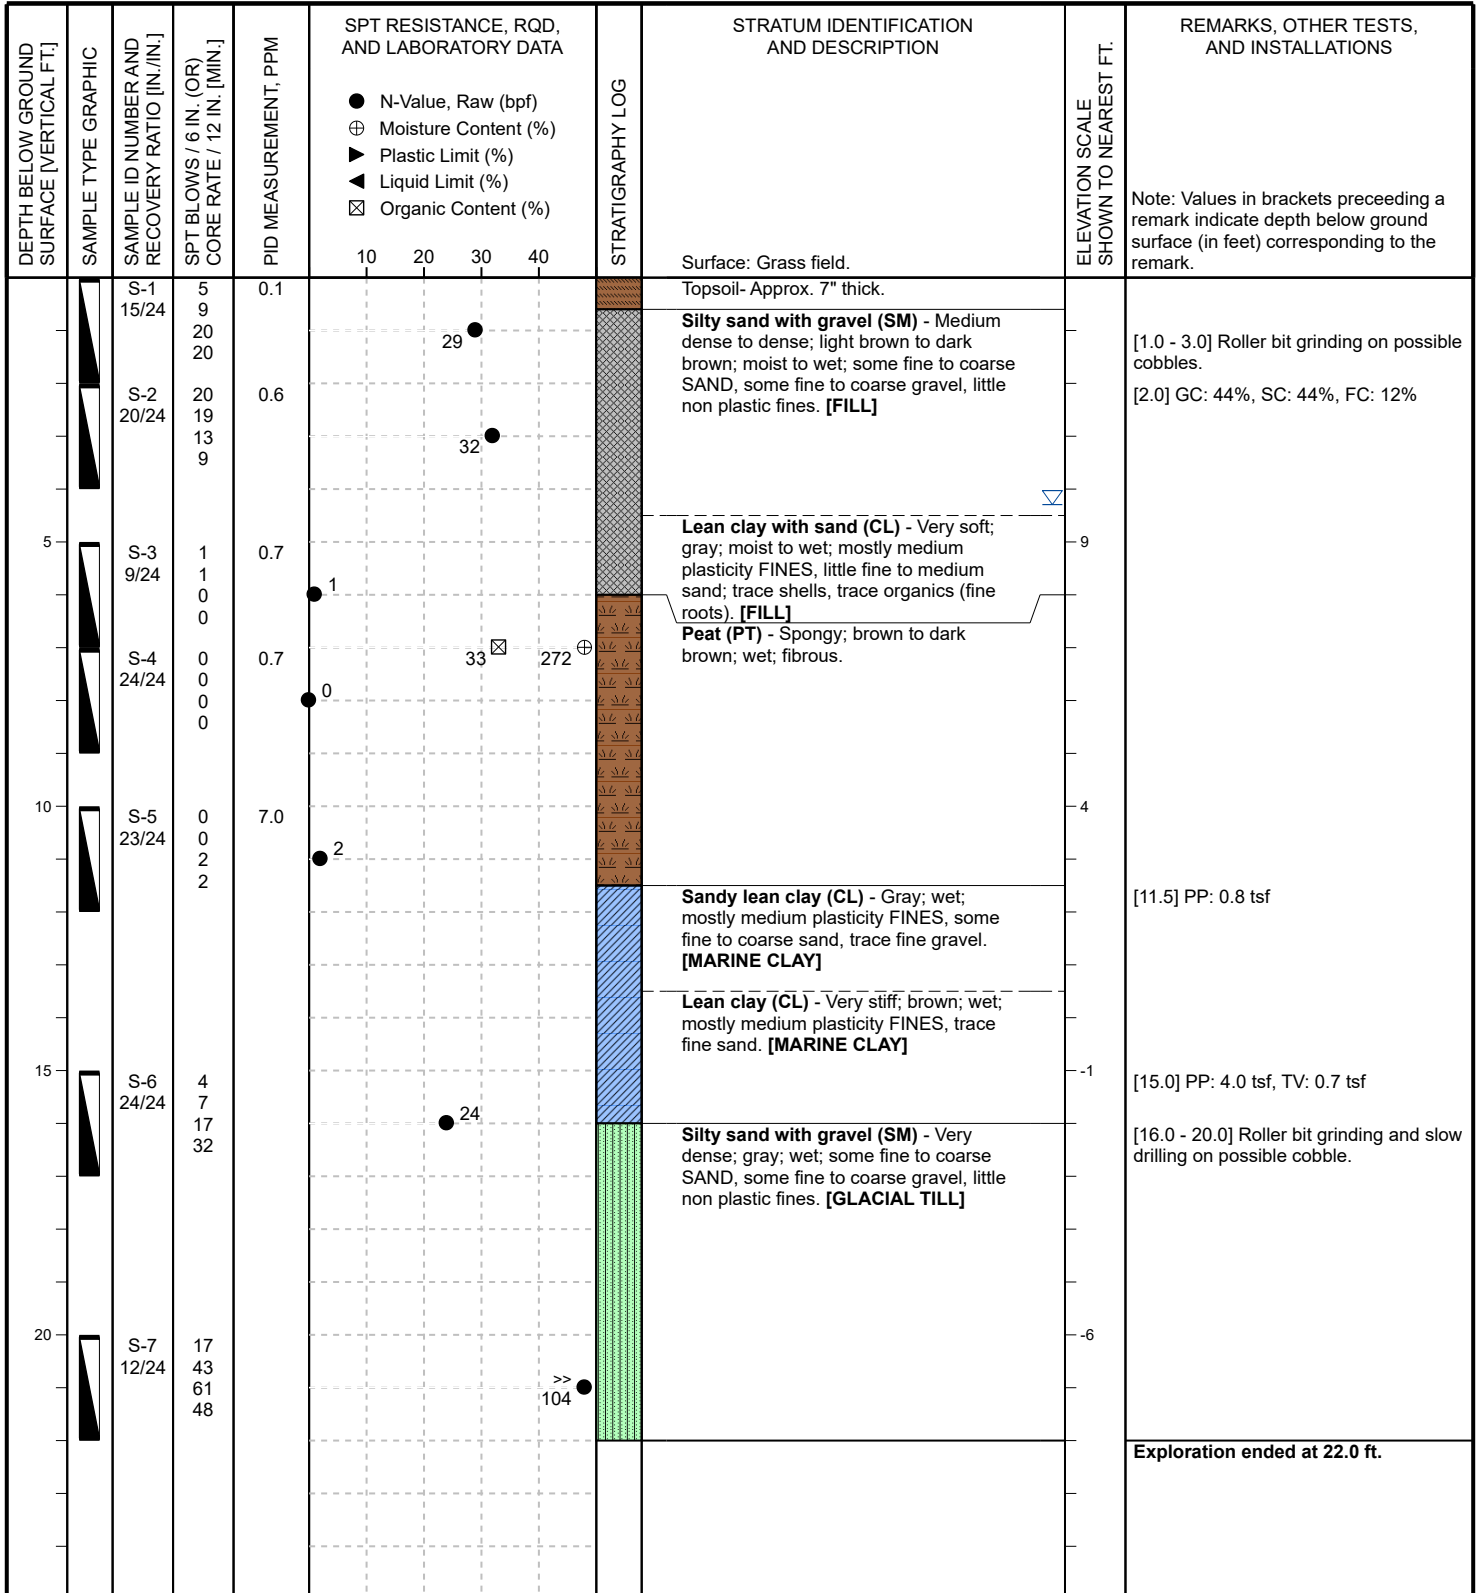 DEPTH BELOW GROUND
SURFACE [VERTICAL FT.]
SAMPLE TYPE GRAPHIC
SAMPLE ID NUMBER AND
RECOVERY RATIO [IN./IN.]
SPT BLOWS / 6 IN. (OR)
CORE RATE / 12 IN. [MIN.]
PID MEASUREMENT, PPM
SPT RESISTANCE, RQD,
AND LABORATORY DATA
N-Value, Raw (bpf)
Moisture Content (%)
Plastic Limit (%)
Liquid Limit (%)
Organic Content (%)
10 20 30 40
STRATIGRAPHY LOG
STRATUM IDENTIFICATION
AND DESCRIPTION
Surface: Grass field.
ELEVATION SCALE
SHOWN TO NEAREST FT.
REMARKS, OTHER TESTS,
AND INSTALLATIONS
Note: Values in brackets preceeding a
remark indicate depth below ground
surface (in feet) corresponding to the
remark.
5
10
15
20
S-1
15/24
S-2
20/24
S-3
9/24
S-4
24/24
S-5
23/24
S-6
24/24
S-7
12/24
5
9
20
20
20
19
13
9
1
1
0
0
0
0
0
0
0
0
2
2
4
7
17
32
17
43
61
48
0.1
0.6
0.7
0.7
7.0
29
32
1
33 272
0
2
24
>>
104
Topsoil- Approx. 7" thick.
Silty sand with gravel (SM) - Medium
dense to dense; light brown to dark
brown; moist to wet; some fine to coarse
SAND, some fine to coarse gravel, little
non plastic fines. [FILL]
Lean clay with sand (CL) - Very soft;
gray; moist to wet; mostly medium
plasticity FINES, little fine to medium
sand; trace shells, trace organics (fine
roots). [FILL]
Peat (PT) - Spongy; brown to dark
brown; wet; fibrous.
Sandy lean clay (CL) - Gray; wet;
mostly medium plasticity FINES, some
fine to coarse sand, trace fine gravel.
[MARINE CLAY]
Lean clay (CL) - Very stiff; brown; wet;
mostly medium plasticity FINES, trace
fine sand. [MARINE CLAY]
Silty sand with gravel (SM) - Very
dense; gray; wet; some fine to coarse
SAND, some fine to coarse gravel, little
non plastic fines. [GLACIAL TILL]
9
4
-1
-6
[1.0 - 3.0] Roller bit grinding on possible
cobbles.
[2.0] GC: 44%, SC: 44%, FC: 12%
[11.5] PP: 0.8 tsf
[15.0] PP: 4.0 tsf, TV: 0.7 tsf
[16.0 - 20.0] Roller bit grinding and slow
drilling on possible cobble.
Exploration ended at 22.0 ft.